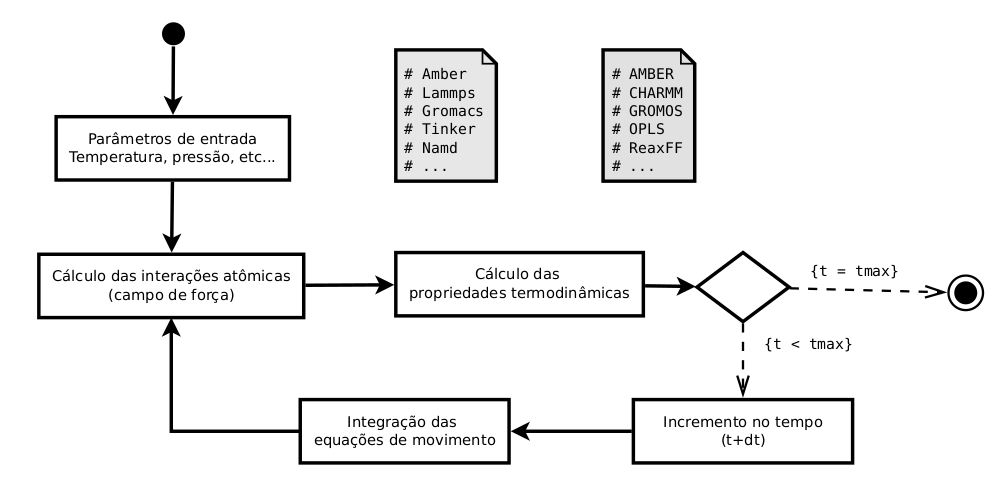 # Amber
# Lammps
# Gromacs
# Tinker
# Namd
# ...
# AMBER
# CHARMM
# GROMOS
# OPLS
# ReaxFF
# ...
Parâmetros de entrada
Temperatura, pressão, etc...
Cálculo das interações atômicas
(campo de força)
Cálculo das
propriedades termodinâmicas
{t = tmax}
{t < tmax}
Incremento no tempo
(t+dt)
Integração das
equações de movimento